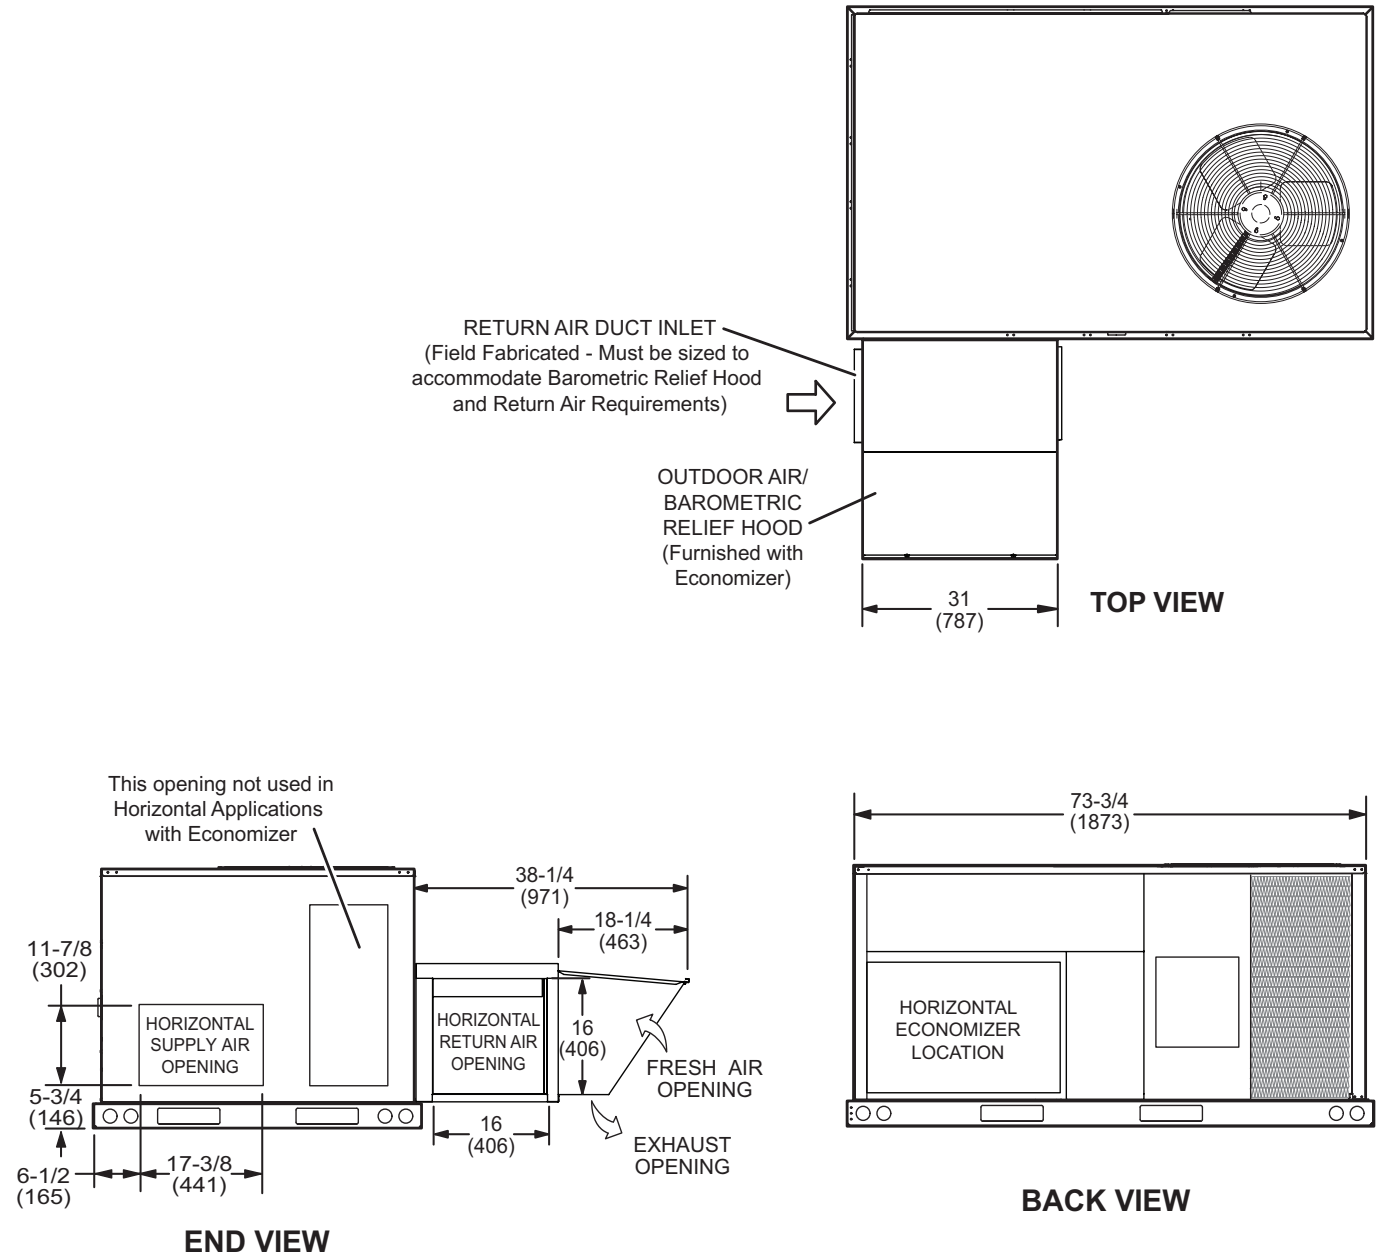 RETURN AIR DUCT INLET
(Field Fabricated - Must be sized to
accommodate Barometric Relief Hood
and Return Air Requirements)
OUTDOOR AIR/
BAROMETRIC
RELIEF HOOD
(Furnished with
Economizer)
31
(787)
TOP VIEW
This opening not used in
Horizontal Applications
with Economizer
38-1/4
(971)
18-1/4
(463)
11-7/8
(302)
HORIZONTAL
SUPPLY AIR
OPENING
HORIZONTAL
RETURN AIR
OPENING
16
(406)
FRESH AIR
OPENING
5-3/4
(146)
16
(406)
EXHAUST
OPENING
6-1/2
(165)
17-3/8
(441)
END VIEW
73-3/4
(1873)
HORIZONTAL
ECONOMIZER
LOCATION
BACK VIEW